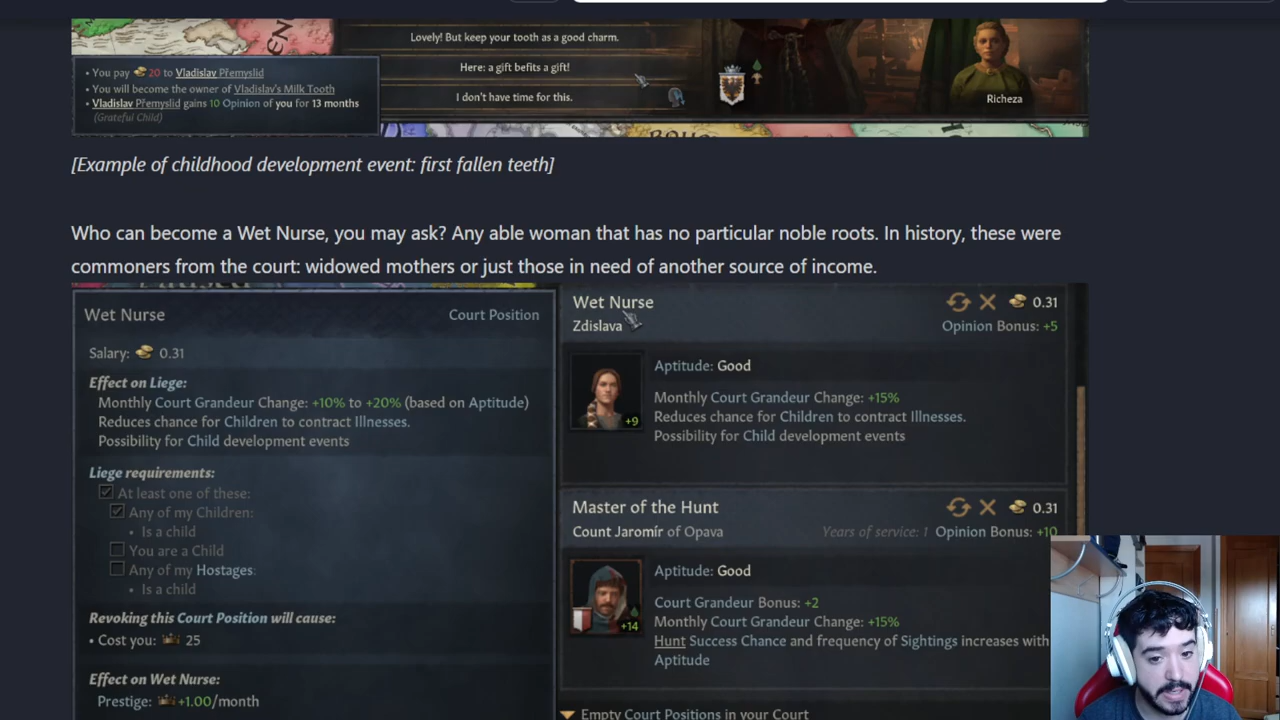 Lovely! But keep your tooth as a good charm.
Here: a gift befits a gift!
I don't have time for this.
• You pay 20 to Vladislav Přemyslid
• You will become the owner of Vladislav's Milk Tooth
• Vladislav Přemyslid gains 10 Opinion of you for 13 months
(Grateful Child)
Richeza
[Example of childhood development event: first fallen teeth]
Who can become a Wet Nurse, you may ask? Any able woman that has no particular noble roots. In history, these were
commoners from the court: widowed mothers or just those in need of another source of income.
Wet Nurse Court Position
Salary: 0.31
Effect on Liege:
Monthly Court Grandeur Change: +10% to +20% (based on Aptitude)
Reduces chance for Children to contract Illnesses.
Possibility for Child development events
Liege requirements:
At least one of these:
Any of my Children:
• Is a child
You are a Child
Any of my Hostages:
• Is a child
Revoking this Court Position will cause:
• Cost you: 25
Effect on Wet Nurse:
Prestige: +1.00/month
Wet Nurse 0.31
Zdislava Opinion Bonus: +5
Aptitude: Good
Monthly Court Grandeur Change: +15%
Reduces chance for Children to contract Illnesses.
Possibility for Child development events
+9
Master of the Hunt 0.31
Count Jaromír of Opava Years of service: 1 Opinion Bonus: +10
Aptitude: Good
Court Grandeur Bonus: +2
Monthly Court Grandeur Change: +15%
Hunt Success Chance and frequency of Sightings increases with
Aptitude
+14
Empty Court Positions in your Court